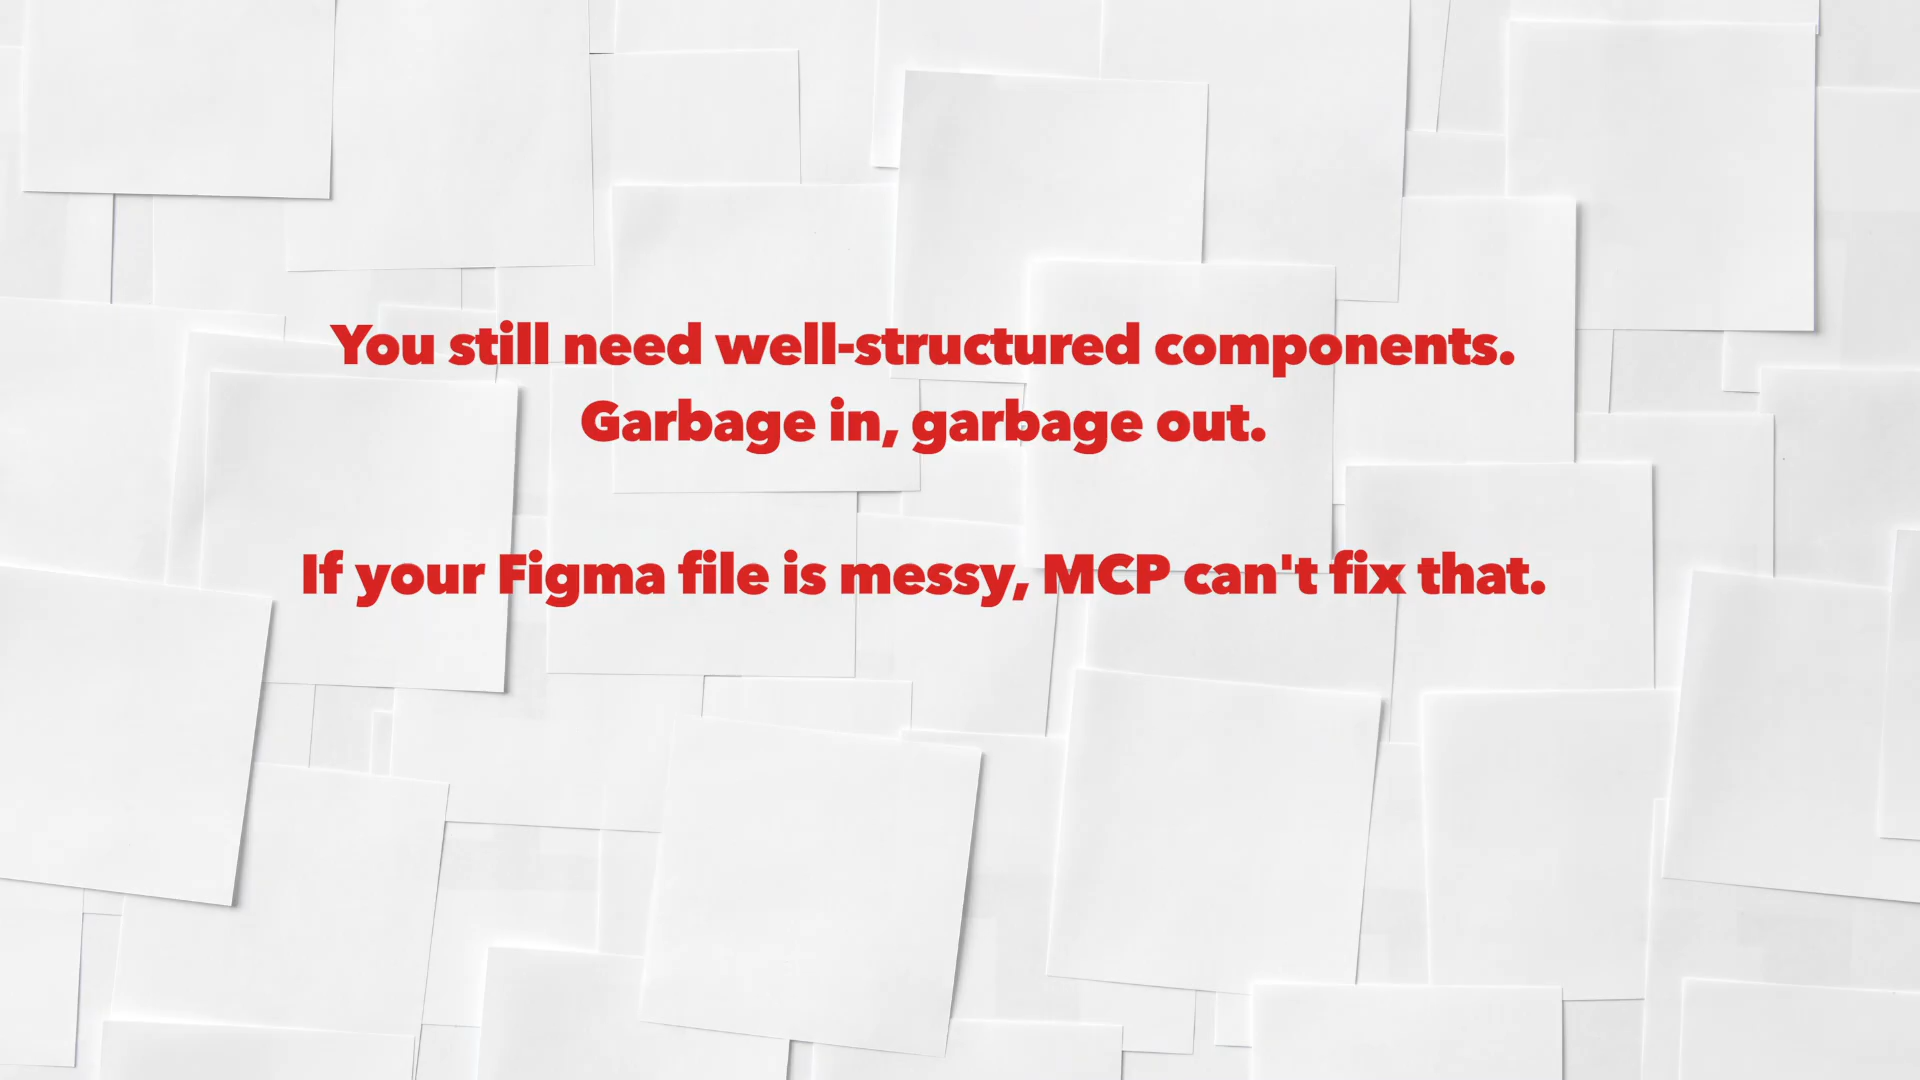 You still need well-structured components.
Garbage in, garbage out.
If your Figma file is messy, MCP can't fix that.